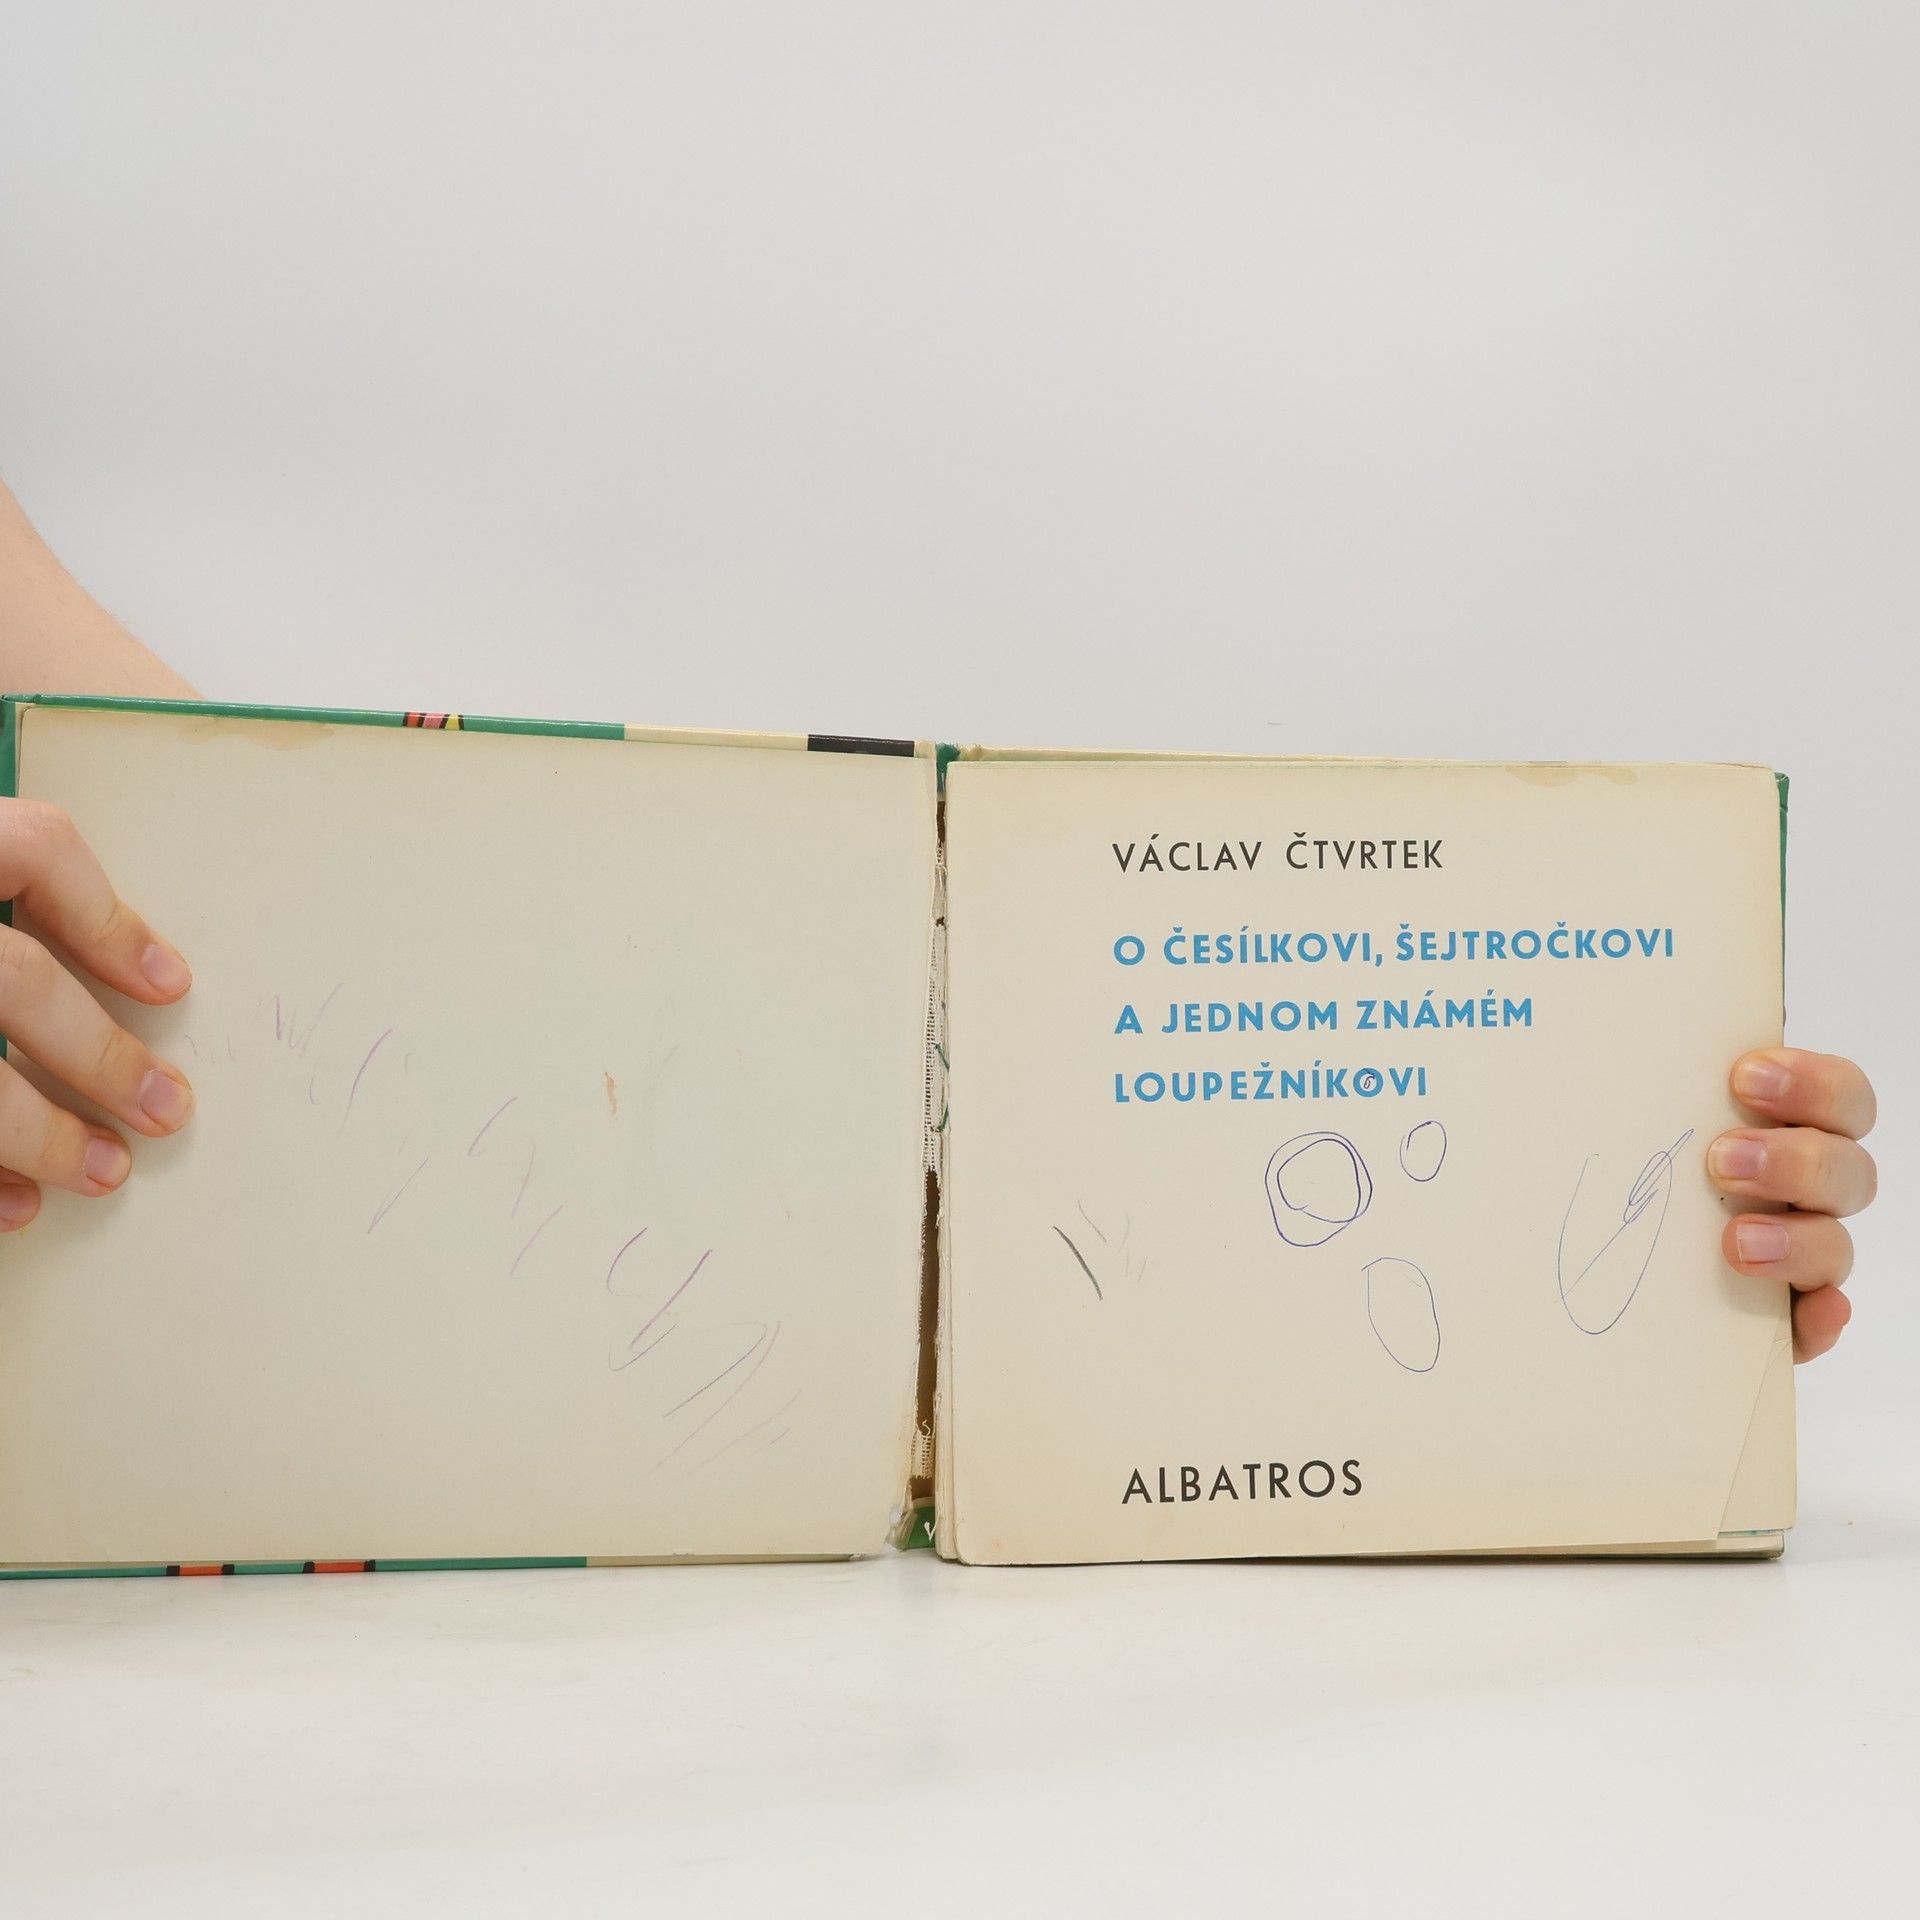 VÁCLAV ČTVRTEK
O ČESÍLKOVI, ŠEJTROČKOVI
A JEDNOM ZNÁMÉM
LOUPEŽNÍKOVI
ALBATROS